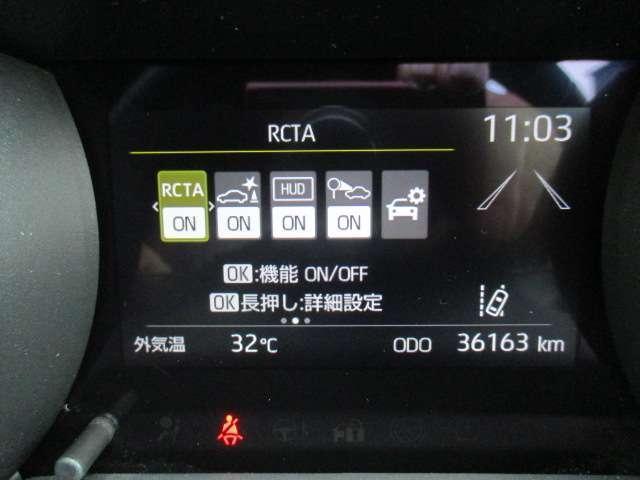 RCTA 11:03
RCTA HUD
ON ON ON ON
OK:機能 ON/OFF
OK長押し:詳細設定
外気温 32℃ ODO 36163 km